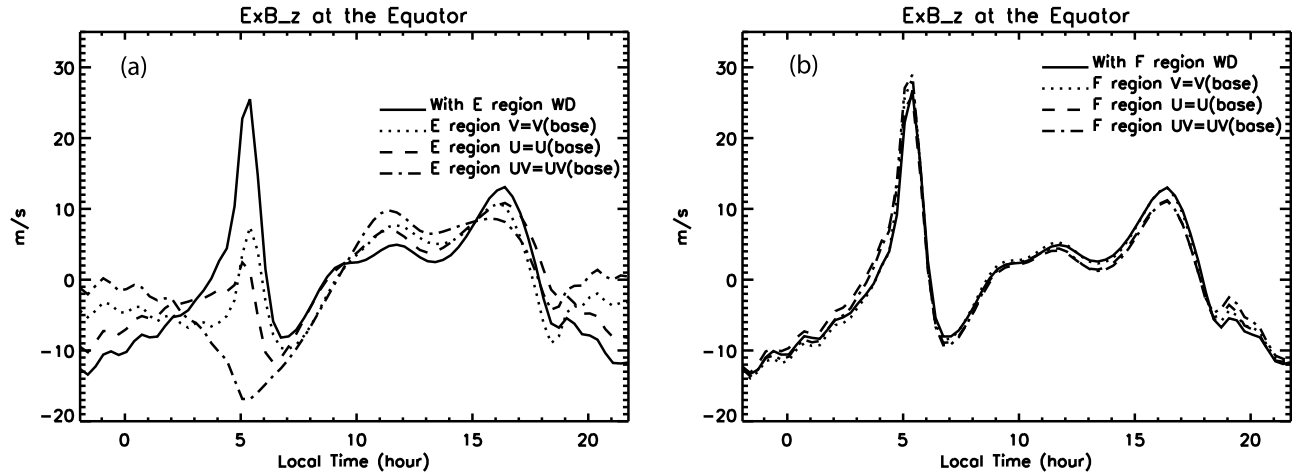 ExB_z at the Equator
(a)
With E region WD
E region V=V(base)
E region U=U(base)
E region UV=UV(base)
30
20
10
0
-10
-20
m/s
0 5 10 15 20
Local Time (hour)
ExB_z at the Equator
(b)
With F region WD
F region V=V(base)
F region U=U(base)
F region UV=UV(base)
30
20
10
0
-10
-20
m/s
0 5 10 15 20
Local Time (hour)